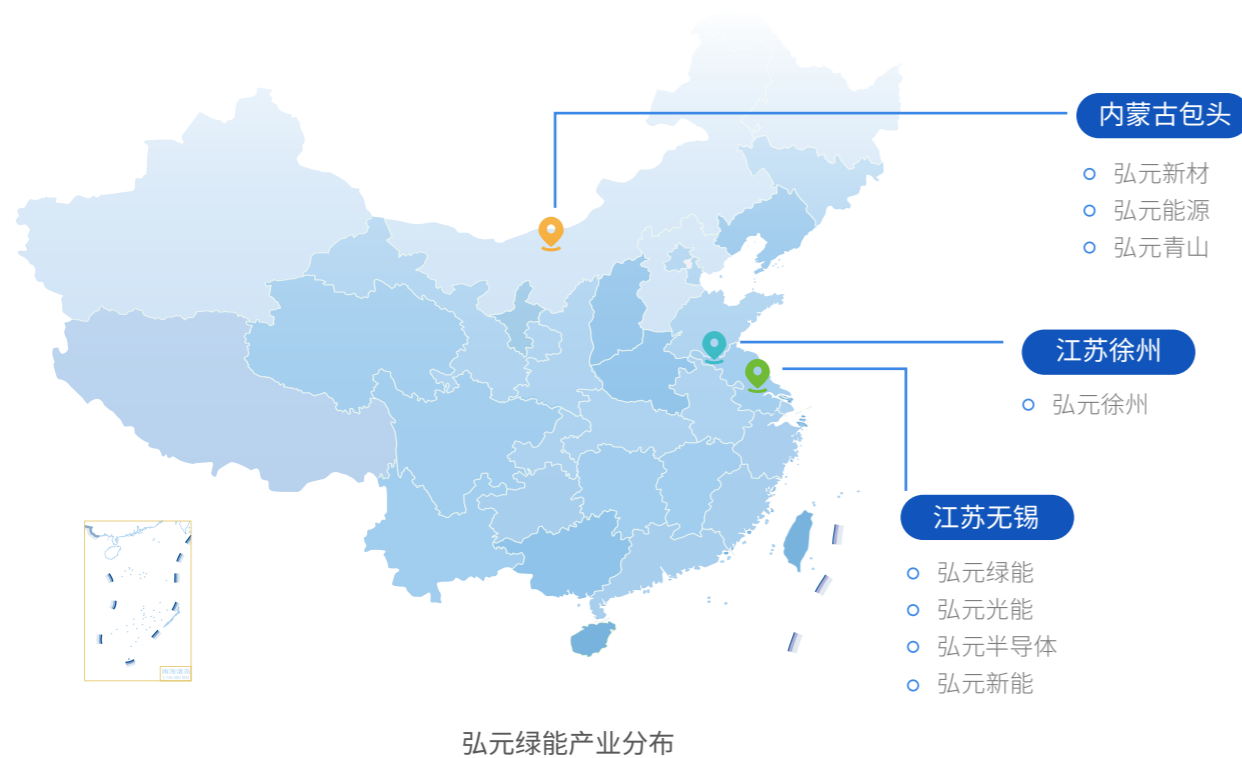 内蒙古包头
弘元新材
弘元能源
弘元青山
江苏徐州
弘元徐州
江苏无锡
弘元绿能
弘元光能
弘元半导体
弘元新能
弘元绿能产业分布